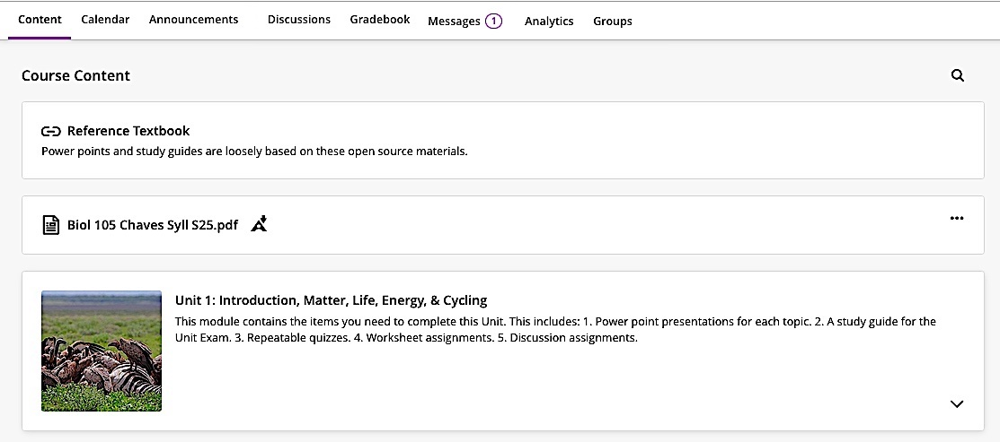 Content Calendar Announcements Discussions Gradebook Messages 1 Analytics Groups
Course Content
Reference Textbook
Power points and study guides are loosely based on these open source materials.
Biol 105 Chaves Syll S25.pdf
Unit 1: Introduction, Matter, Life, Energy, & Cycling
This module contains the items you need to complete this Unit. This includes: 1. Power point presentations for each topic. 2. A study guide for the
Unit Exam. 3. Repeatable quizzes. 4. Worksheet assignments. 5. Discussion assignments.